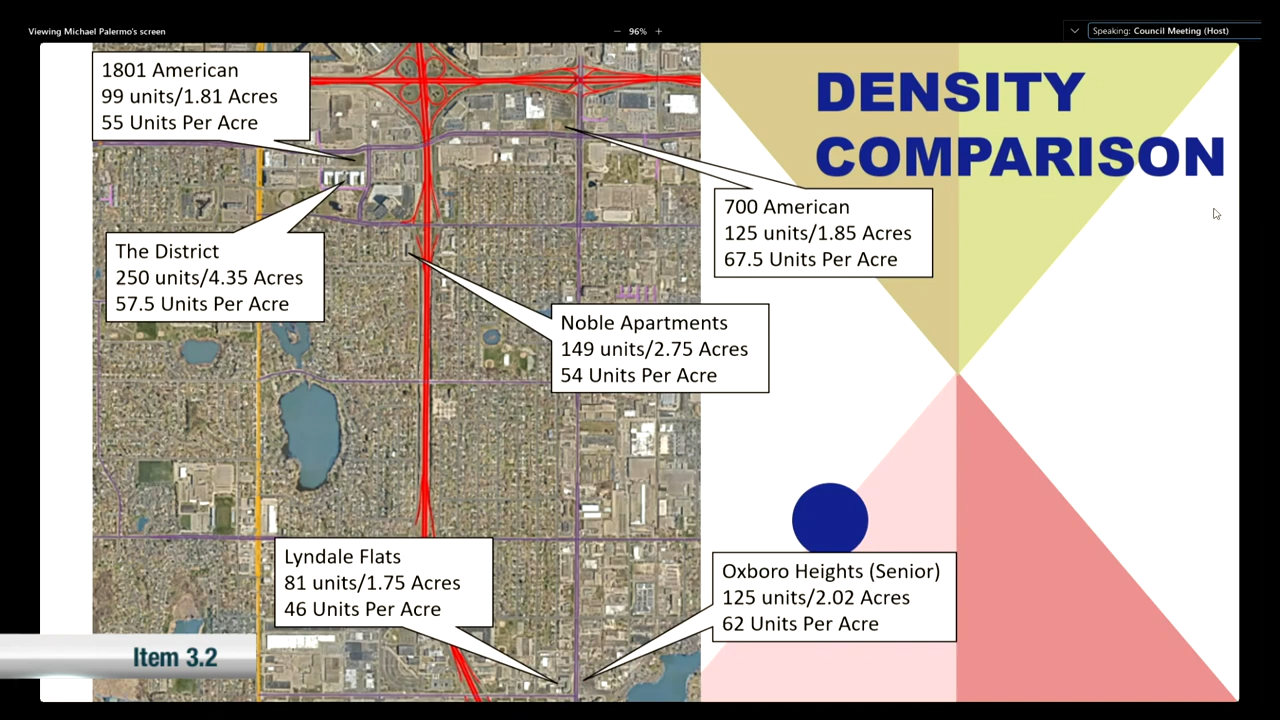 Viewing Michael Palermo's screen
96%
Speaking: Council Meeting (Host)
DENSITY
COMPARISON
1801 American
99 units/1.81 Acres
55 Units Per Acre
700 American
125 units/1.85 Acres
67.5 Units Per Acre
The District
250 units/4.35 Acres
57.5 Units Per Acre
Noble Apartments
149 units/2.75 Acres
54 Units Per Acre
Lyndale Flats
81 units/1.75 Acres
46 Units Per Acre
Oxboro Heights (Senior)
125 units/2.02 Acres
62 Units Per Acre
Item 3.2